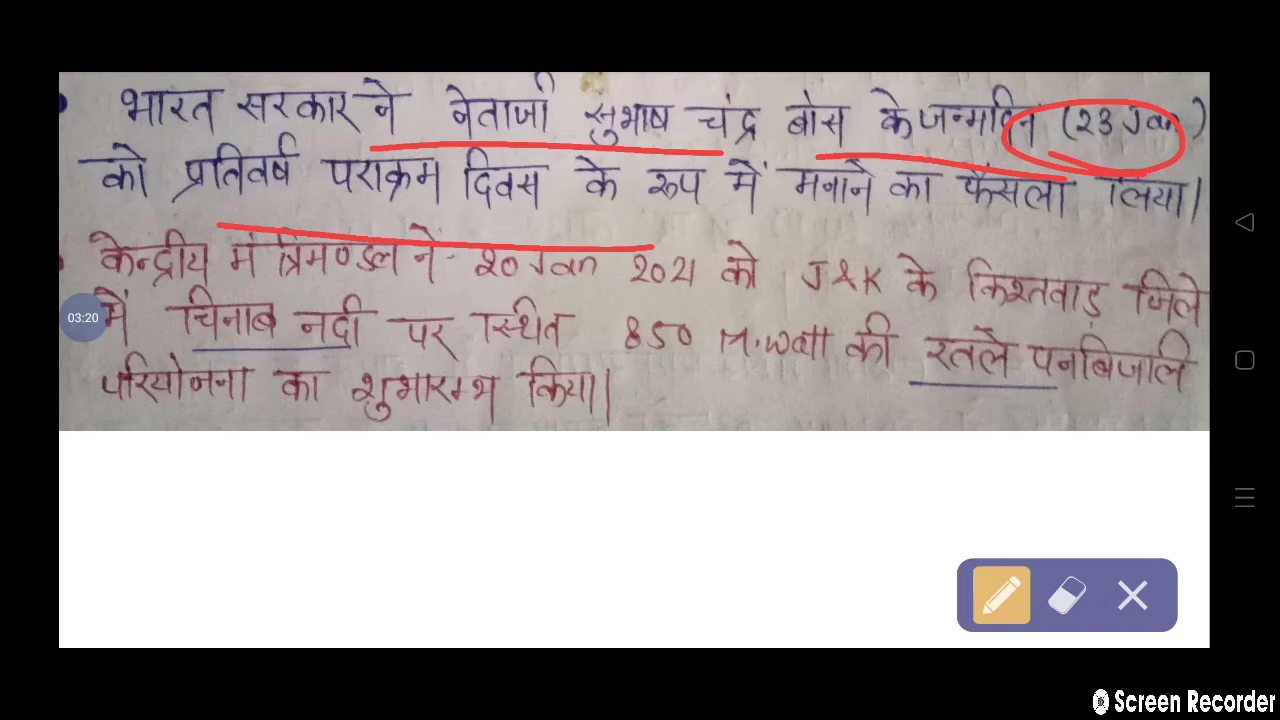 भारत सरकार ने नेताजी सुभाष चंद्र बोस के जन्मदिन (23 Jan)
को प्रतिवर्ष पराक्रम दिवस के रूप में मनाने का फैसला लिया।
केन्द्रीय मंत्रिमण्डल ने 20 Jan 2021 को J&K के किश्तवाड़ जिले
03:20
में चिनाब नदी पर स्थित 850 M.watt की रतले पनबिजलि
परियोजना का शुभारम्भ किया।
Screen Recorder